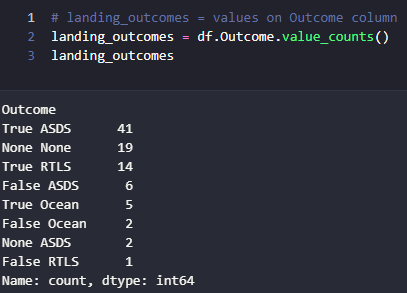 1 # landing_outcomes = values on Outcome column
2 landing_outcomes = df.Outcome.value_counts()
3 landing_outcomes
Outcome
True ASDS 41
None None 19
True RTLS 14
False ASDS 6
True Ocean 5
False Ocean 2
None ASDS 2
False RTLS 1
Name: count, dtype: int64